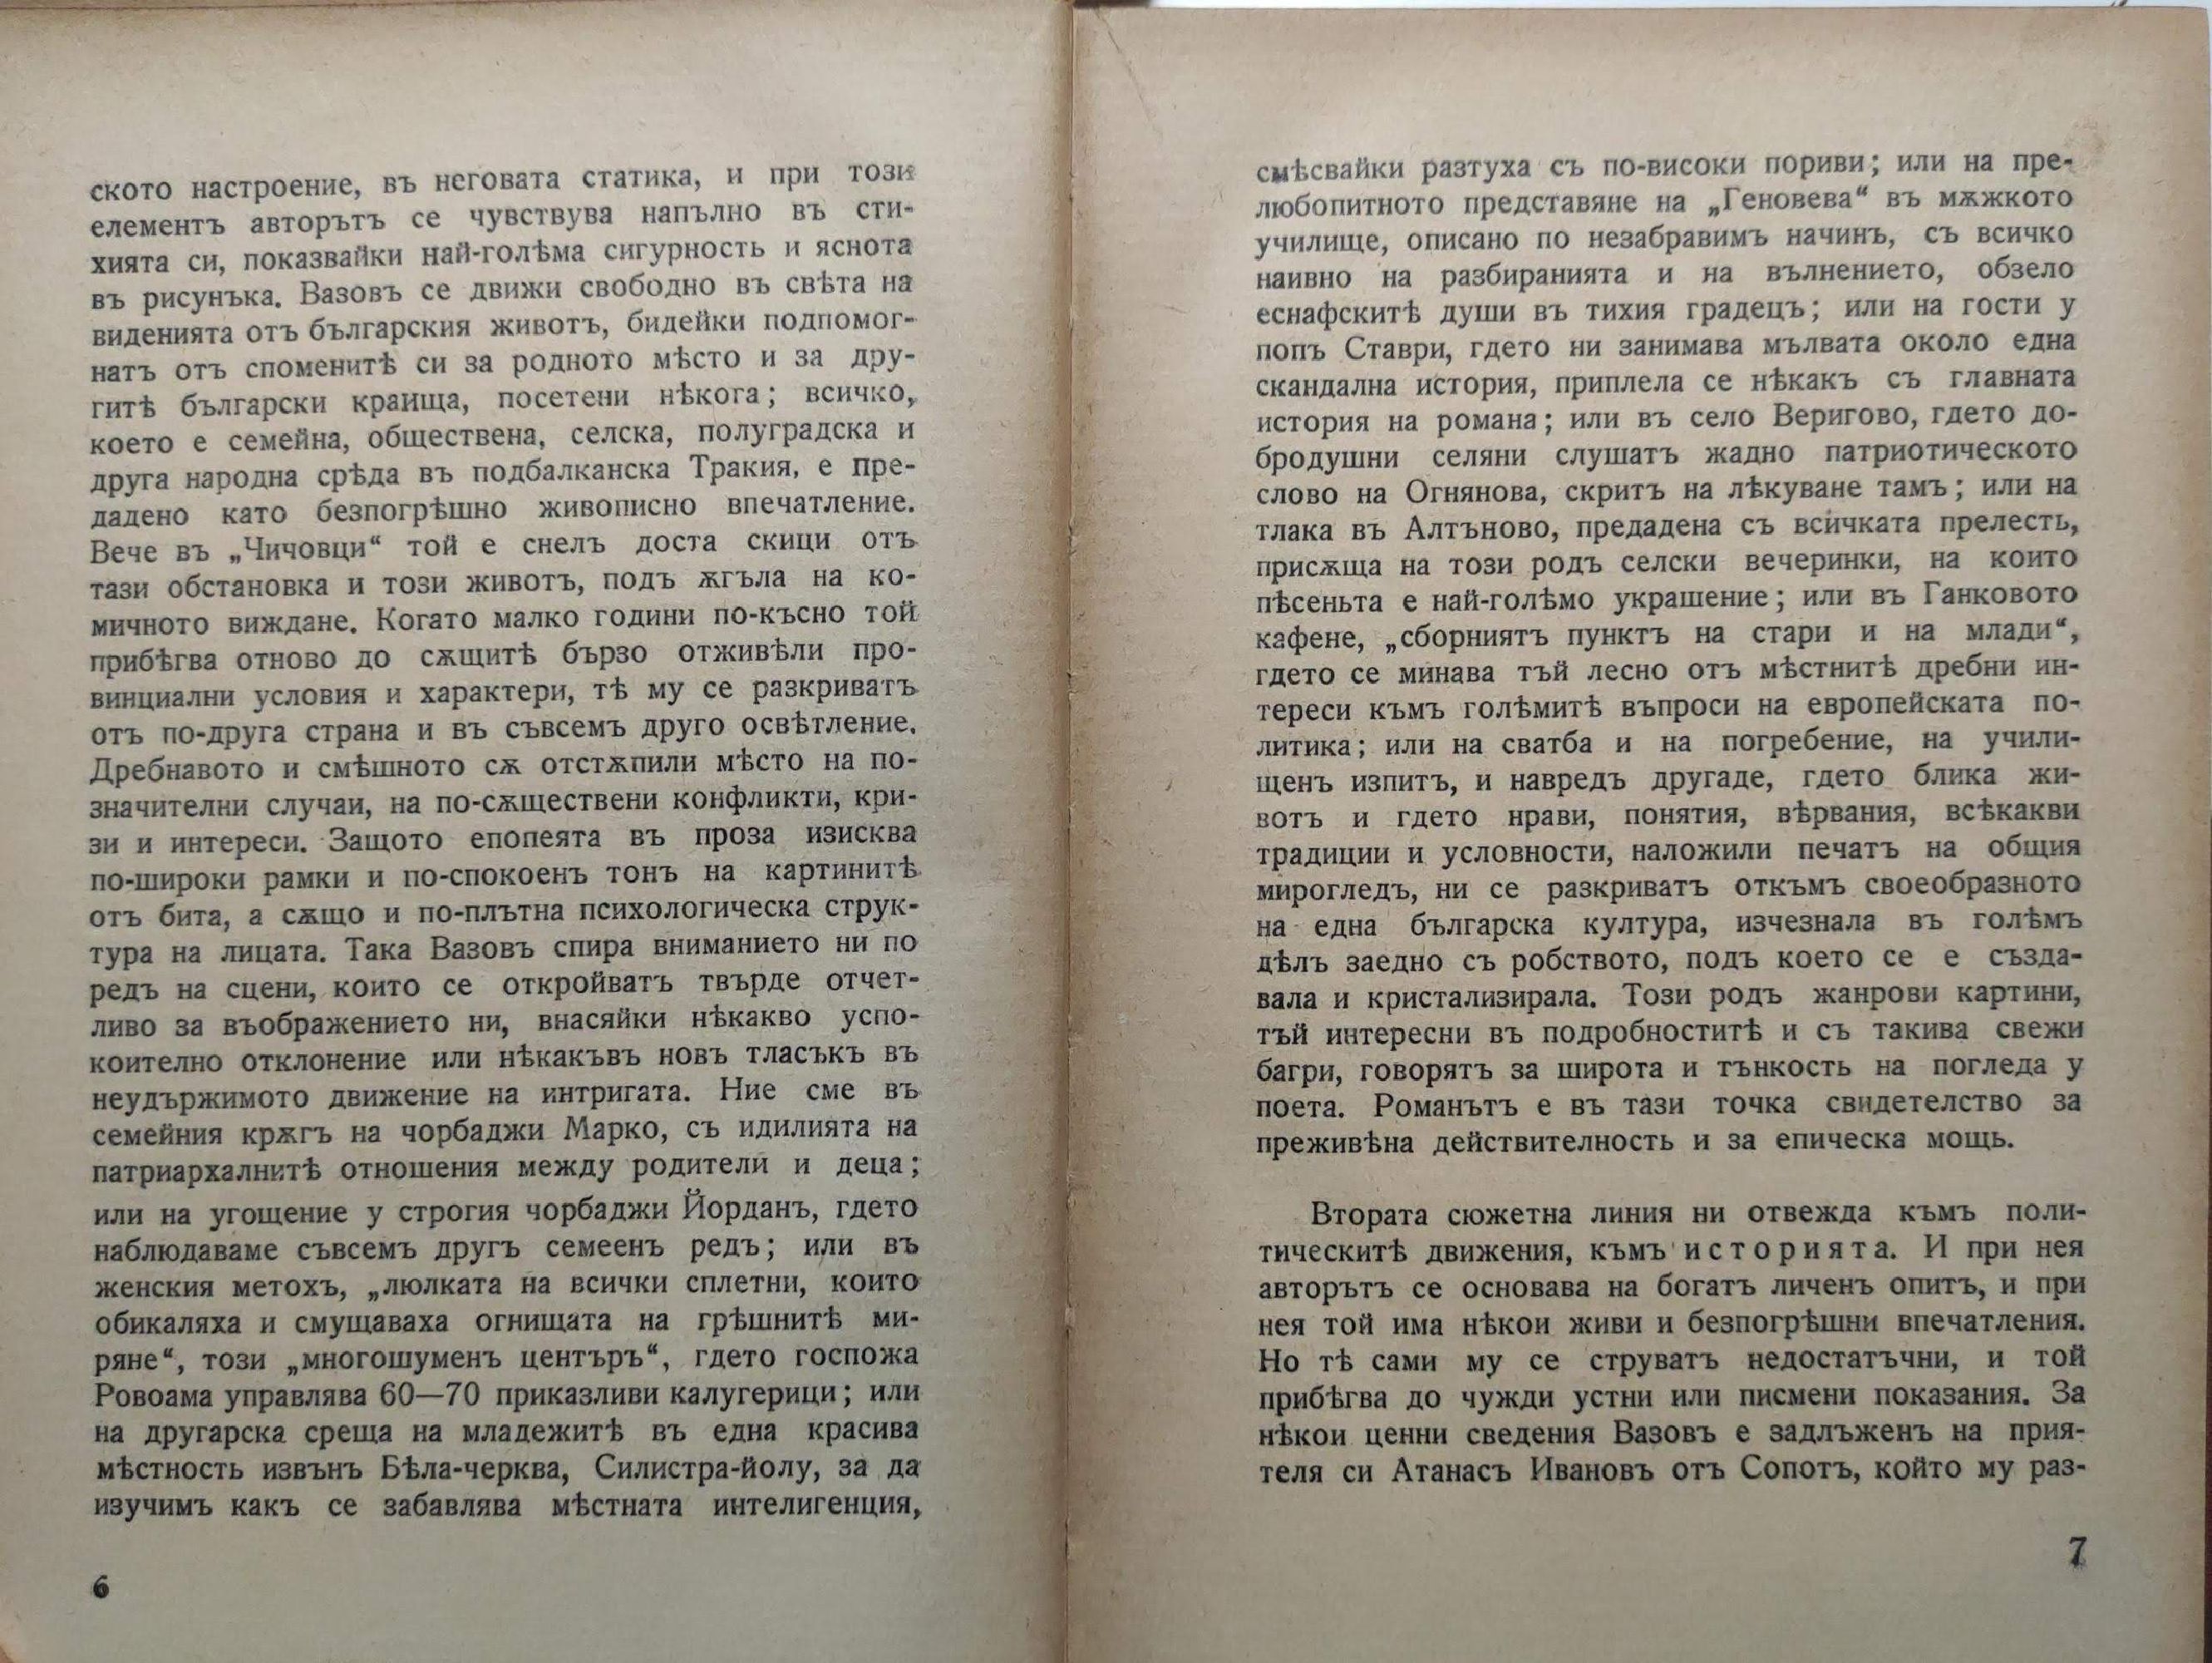 ското настроение, въ неговата статика, и при този
елементъ авторътъ се чувствува напълно въ сти-
хията си, показвайки най-голѣма сигурность и яснота
въ рисунъка. Вазовъ се движи свободно въ свѣта на
виденията отъ българския животъ, бидейки подпомог-
натъ отъ споменитѣ си за родното мѣсто и за дру-
гитѣ български краища, посетени нѣкога; всичко,
което е семейна, обществена, селска, полуградска и
друга народна срѣда въ подбалканска Тракия, е пре-
дадено като безпогрѣшно живописно впечатление.
Вече въ „Чичовци“ той е снелъ доста скици отъ
тази обстановка и този животъ, подъ ѫгъла на ко-
мичното виждане. Когато малко години по-късно той
прибѣгва отново до сѫщитѣ бързо отживѣли про-
винциални условия и характери, тѣ му се разкриватъ
отъ по-друга страна и въ съвсемъ друго освѣтление.
Дребнавото и смѣшното сѫ отстѫпили мѣсто на по-
значителни случаи, на по-сѫществени конфликти, кри-
зи и интереси. Защото епопеята въ проза изисква
по-широки рамки и по-спокоенъ тонъ на картинитѣ
отъ бита, а сѫщо и по-плътна психологическа струк-
тура на лицата. Така Вазовъ спира вниманието ни по
редъ на сцени, които се откройватъ твърде отчет-
ливо за въображението ни, внасяйки нѣкакво успо-
коително отклонение или нѣкакъвъ новъ тласъкъ въ
неудържимото движение на интригата. Ние сме въ
семейния крѫгъ на чорбаджи Марко, съ идилията на
патриархалнитѣ отношения между родители и деца;
или на угощение у строгия чорбаджи Йорданъ, гдето
наблюдаваме съвсемъ другъ семеенъ редъ; или въ
женския метохъ, „люлката на всички сплетни, които
обикаляха и смущаваха огнищата на грѣшнитѣ ми-
ряне“, този „многошуменъ центъръ“, гдето госпожа
Ровоама управлява 60—70 приказливи калугерици; или
на другарска среща на младежитѣ въ една красива
мѣстность извънъ Бѣла-черква, Силистра-йолу, за да
изучимъ какъ се забавлява мѣстната интелигенция,
6
смѣсвайки разтуха съ по-високи пориви; или на пре-
любопитното представяне на „Геновева“ въ мѫжкото
училище, описано по незабравимъ начинъ, съ всичко
наивно на разбиранията и на вълнението, обзело
еснафскитѣ души въ тихия градецъ; или на гости у
попъ Ставри, гдето ни занимава мълвата около една
скандална история, приплела се нѣкакъ съ главната
история на романа; или въ село Веригово, гдето до-
бродушни селяни слушатъ жадно патриотическото
слово на Огнянова, скритъ на лѣкуване тамъ; или на
тлака въ Алтъново, предадена съ всичката прелесть,
присѫща на този родъ селски вечеринки, на които
пѣсеньта е най-голѣмо украшение; или въ Ганковото
кафене, „сборниятъ пунктъ на стари и на млади“,
гдето се минава тъй лесно отъ мѣстнитѣ дребни ин-
тереси къмъ голѣмитѣ въпроси на европейската по-
литика; или на сватба и на погребение, на учили-
щенъ изпитъ, и навредъ другаде, гдето блика жи-
вотъ и гдето нрави, понятия, вѣрвания, всѣкакви
традиции и условности, наложили печатъ на общия
мирогледъ, ни се разкриватъ откъмъ своеобразното
на една българска култура, изчезнала въ голѣмъ
дѣлъ заедно съ робството, подъ което се е създа-
вала и кристализирала. Този родъ жанрови картини,
тъй интересни въ подробноститѣ и съ такива свежи
багри, говорятъ за широта и тънкость на погледа у
поета. Романътъ е въ тази точка свидетелство за
преживѣна действителность и за епическа мощь.
Втората сюжетна линия ни отвежда къмъ поли-
тическитѣ движения, къмъ историята. И при нея
авторътъ се основава на богатъ личенъ опитъ, и при
нея той има нѣкои живи и безпогрѣшни впечатления.
Но тѣ сами му се струватъ недостатъчни, и той
прибѣгва до чужди устни или писмени показания. За
нѣкои ценни сведения Вазовъ е задлъженъ на прия-
теля си Атанасъ Ивановъ отъ Сопотъ, който му раз-
7